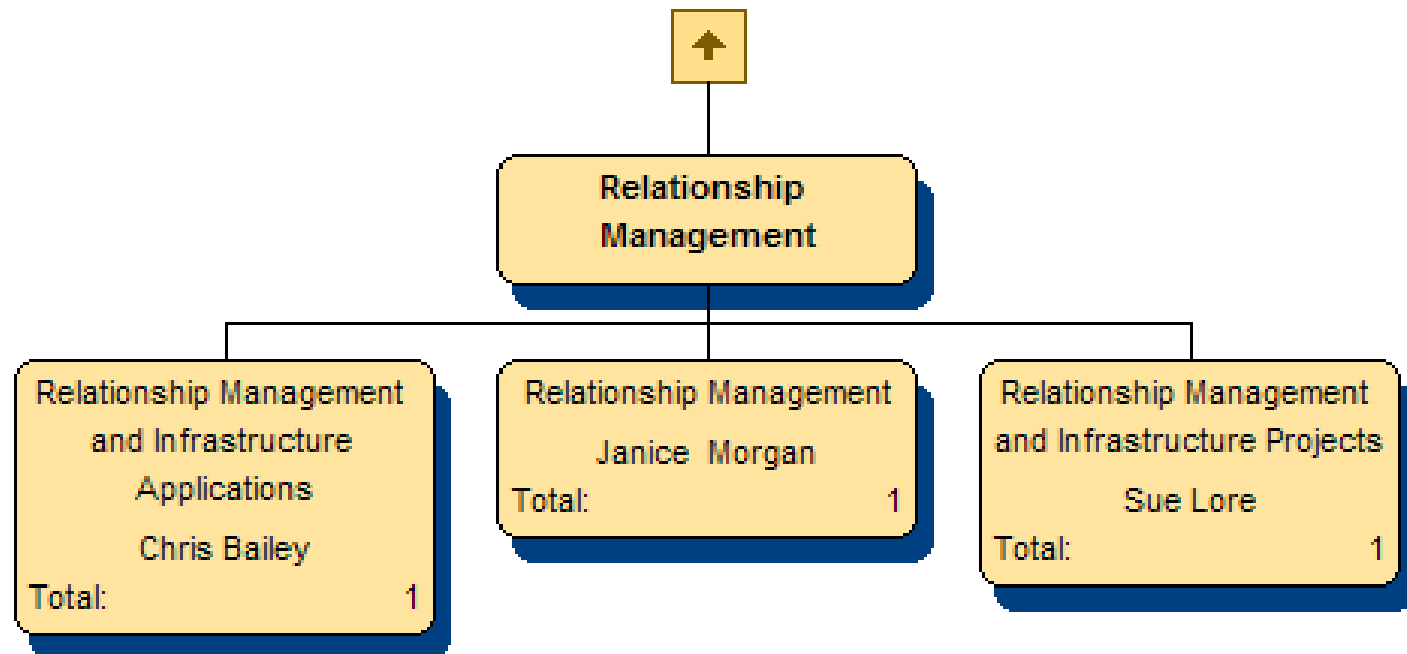 Relationship
Management
Relationship Management
and Infrastructure
Applications
Chris Bailey
Total: 1
Relationship Management
Janice Morgan
Total: 1
Relationship Management
and Infrastructure Projects
Sue Lore
Total: 1